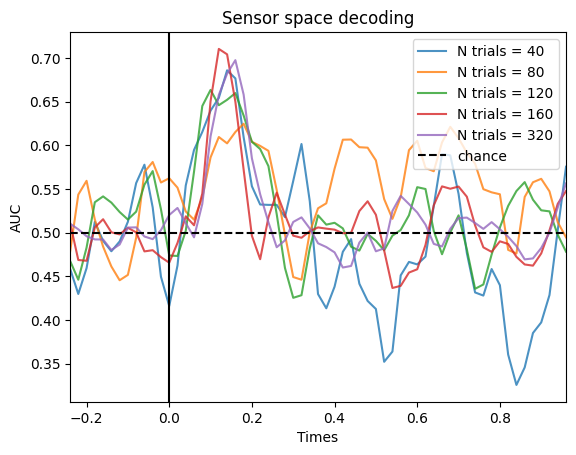 Sensor space decoding
N trials = 40
N trials = 80
N trials = 120
N trials = 160
N trials = 320
chance
AUC
0.70
0.65
0.60
0.55
0.50
0.45
0.40
0.35
−0.2
0.0
0.2
0.4
0.6
0.8
Times